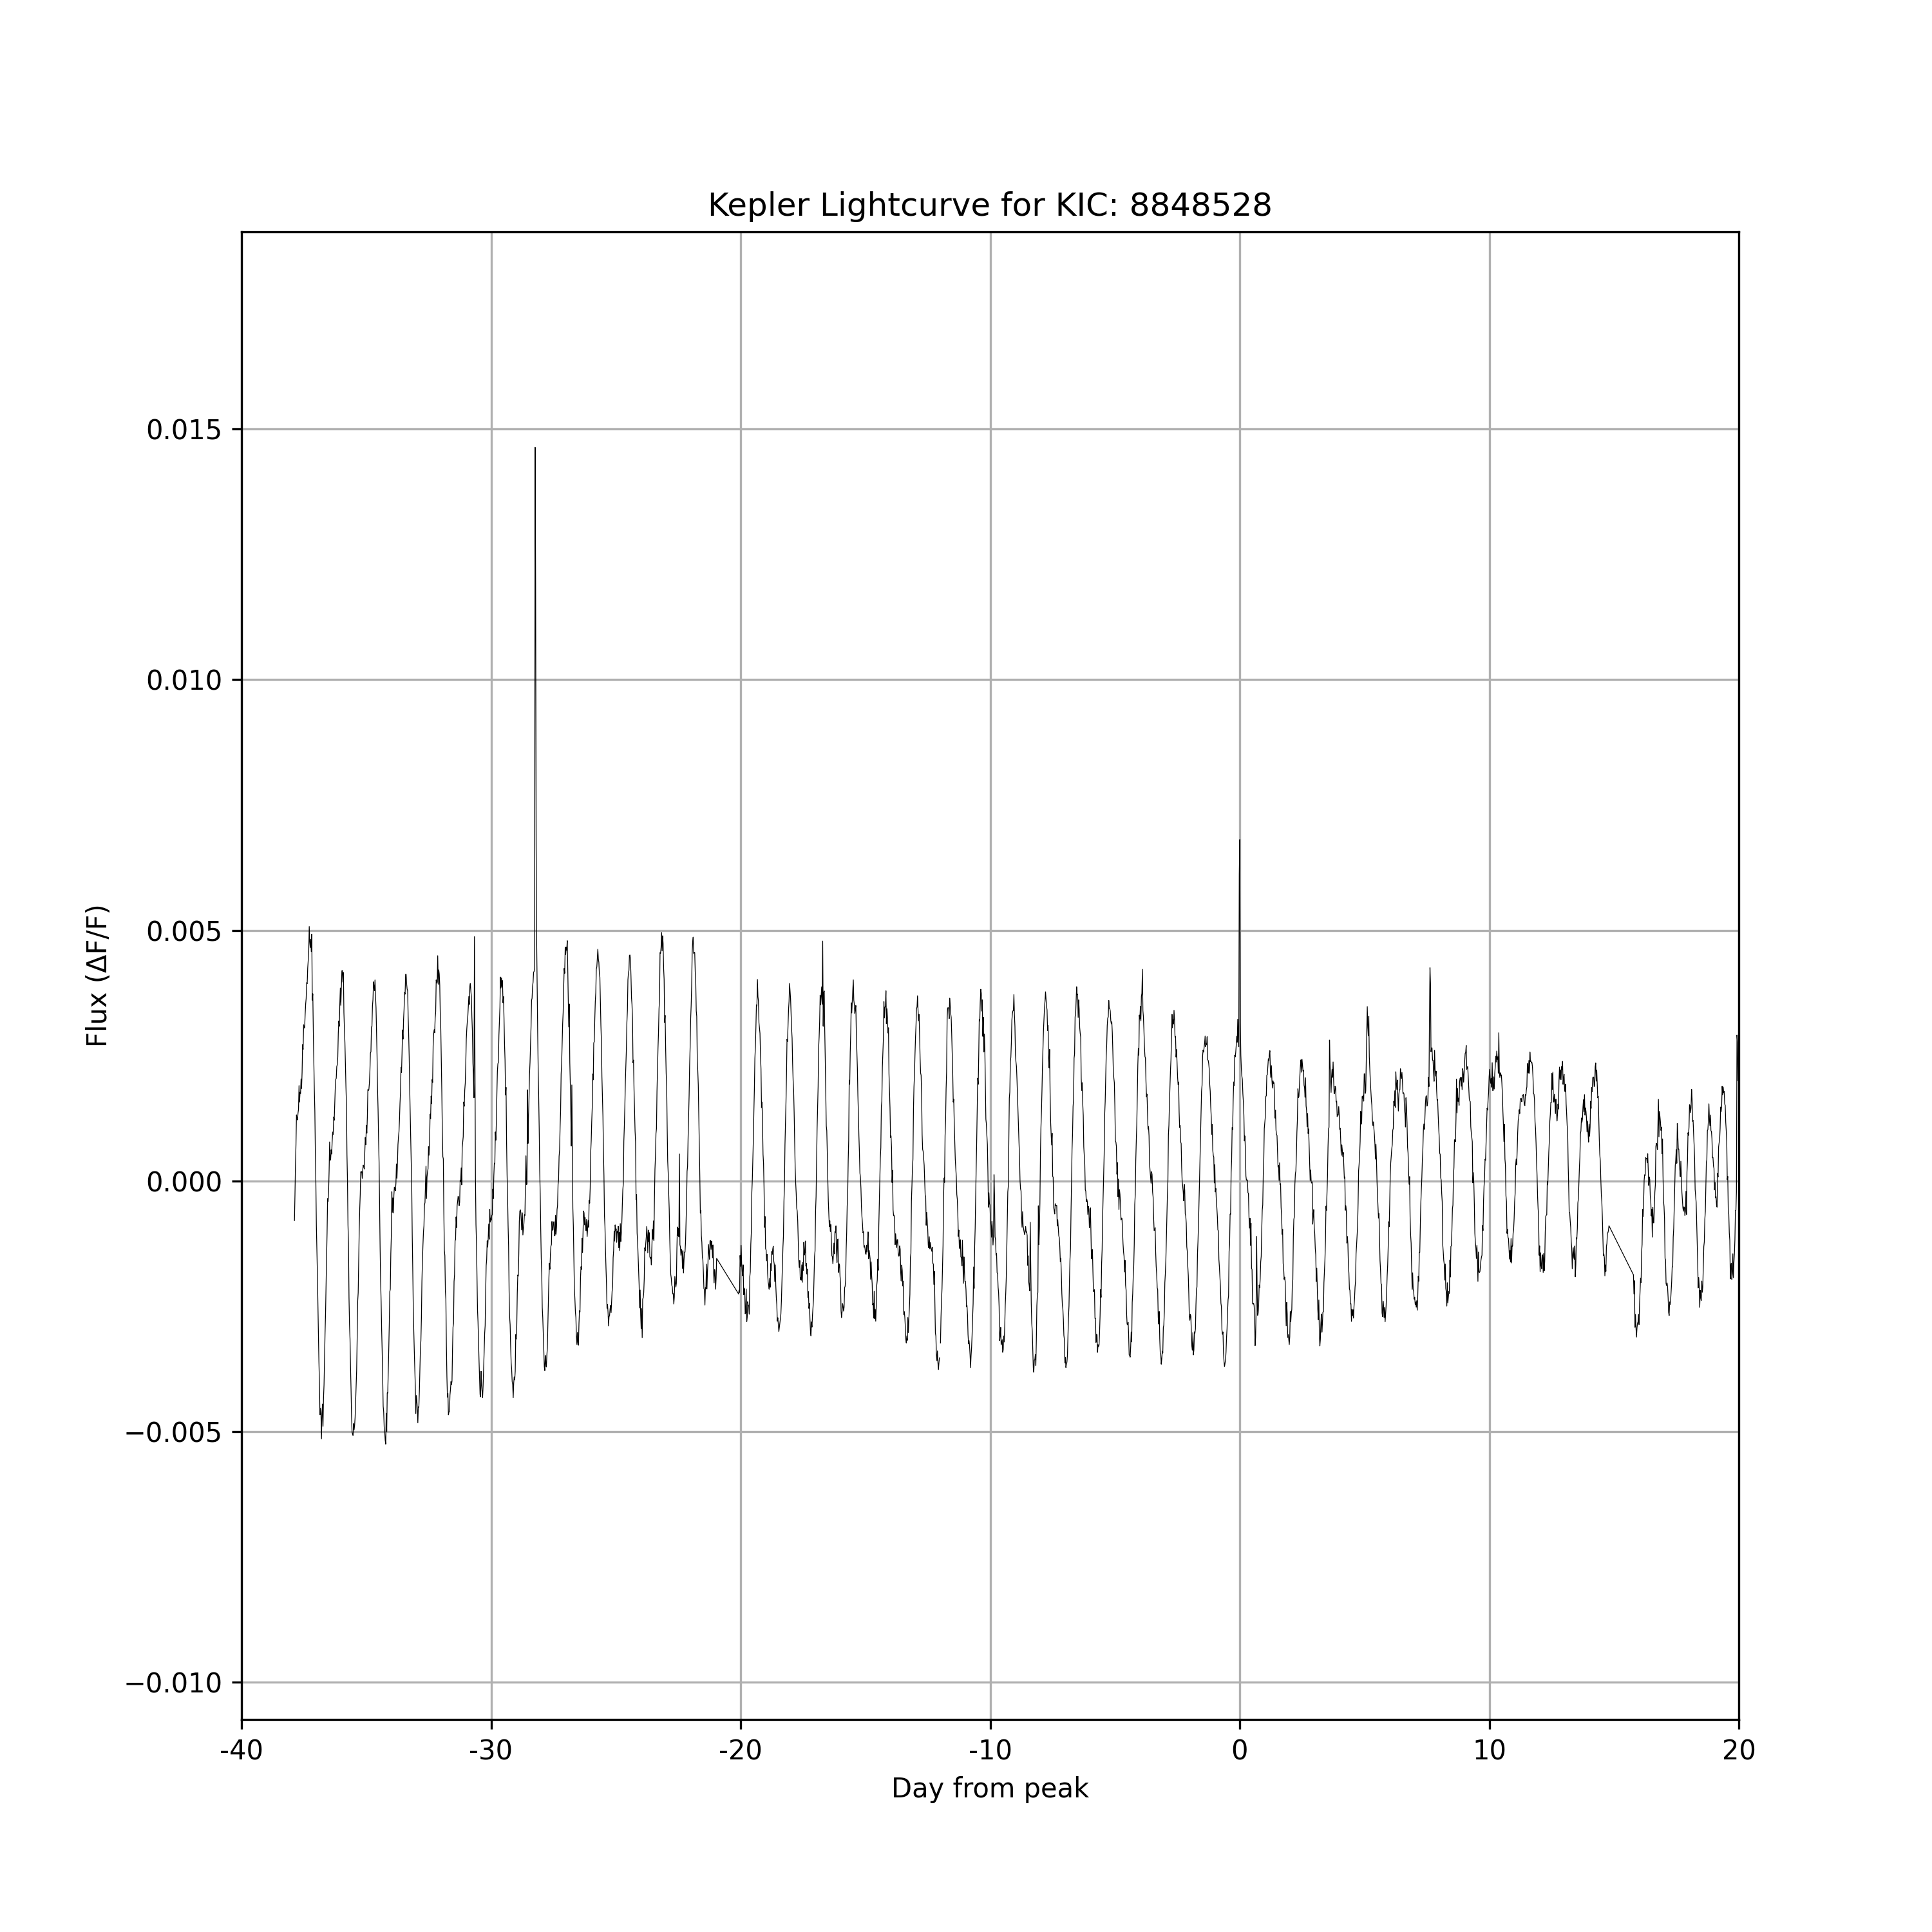 Kepler Lightcurve for KIC: 8848528
Flux (ΔF/F)
0.015
0.010
0.005
0.000
−0.005
−0.010
-40 -30 -20 -10 0 10 20
Day from peak